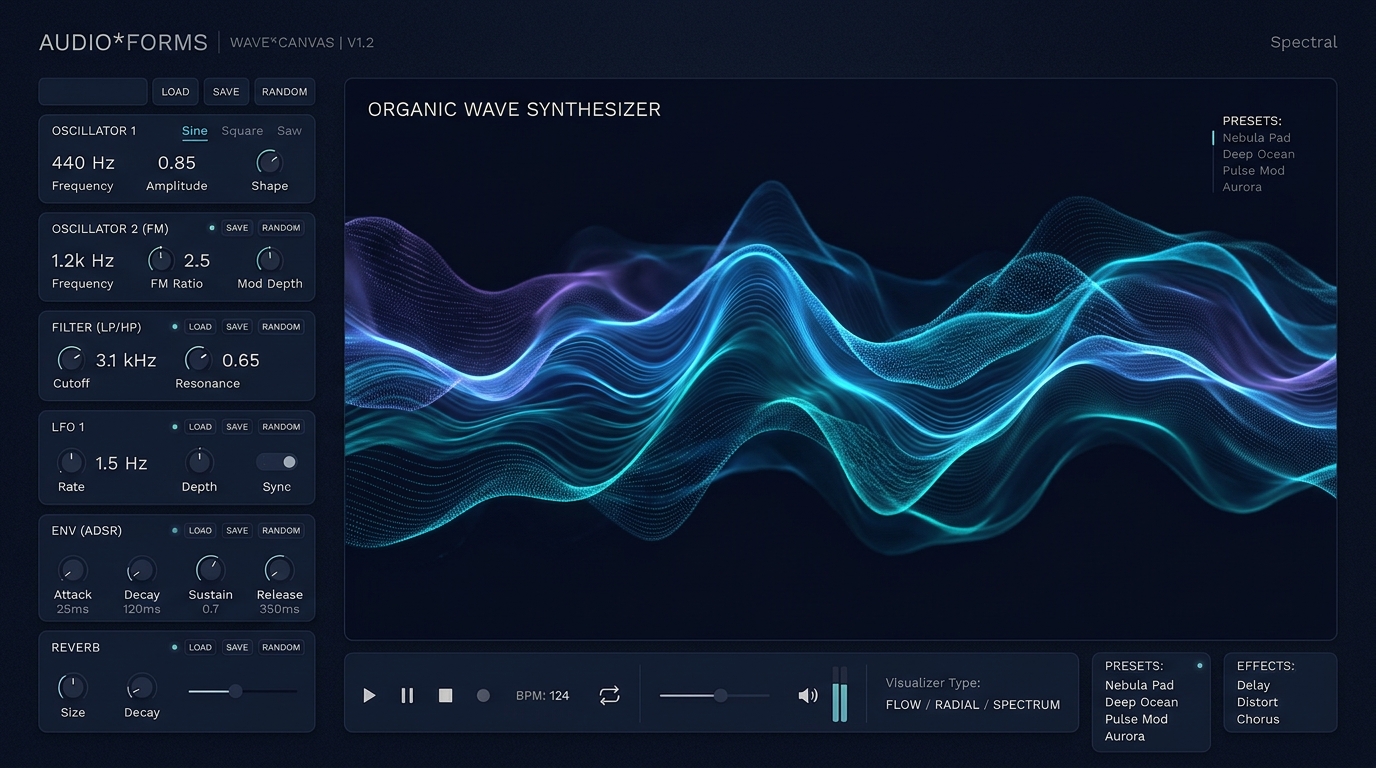 AUDIO*FORMS | WAVE*CANVAS | V1.2
Spectral
LOAD SAVE RANDOM
OSCILLATOR 1 Sine Square Saw
440 Hz 0.85
Frequency Amplitude Shape
OSCILLATOR 2 (FM) SAVE RANDOM
1.2k Hz 2.5
Frequency FM Ratio Mod Depth
FILTER (LP/HP) LOAD SAVE RANDOM
3.1 kHz 0.65
Cutoff Resonance
LFO 1 LOAD SAVE RANDOM
1.5 Hz
Rate Depth Sync
ENV (ADSR) LOAD SAVE RANDOM
Attack Decay Sustain Release
25ms 120ms 0.7 350ms
REVERB LOAD SAVE RANDOM
Size Decay
ORGANIC WAVE SYNTHESIZER
PRESETS:
Nebula Pad
Deep Ocean
Pulse Mod
Aurora
BPM: 124
Visualizer Type:
FLOW / RADIAL / SPECTRUM
PRESETS:
Nebula Pad
Deep Ocean
Pulse Mod
Aurora
EFFECTS:
Delay
Distort
Chorus